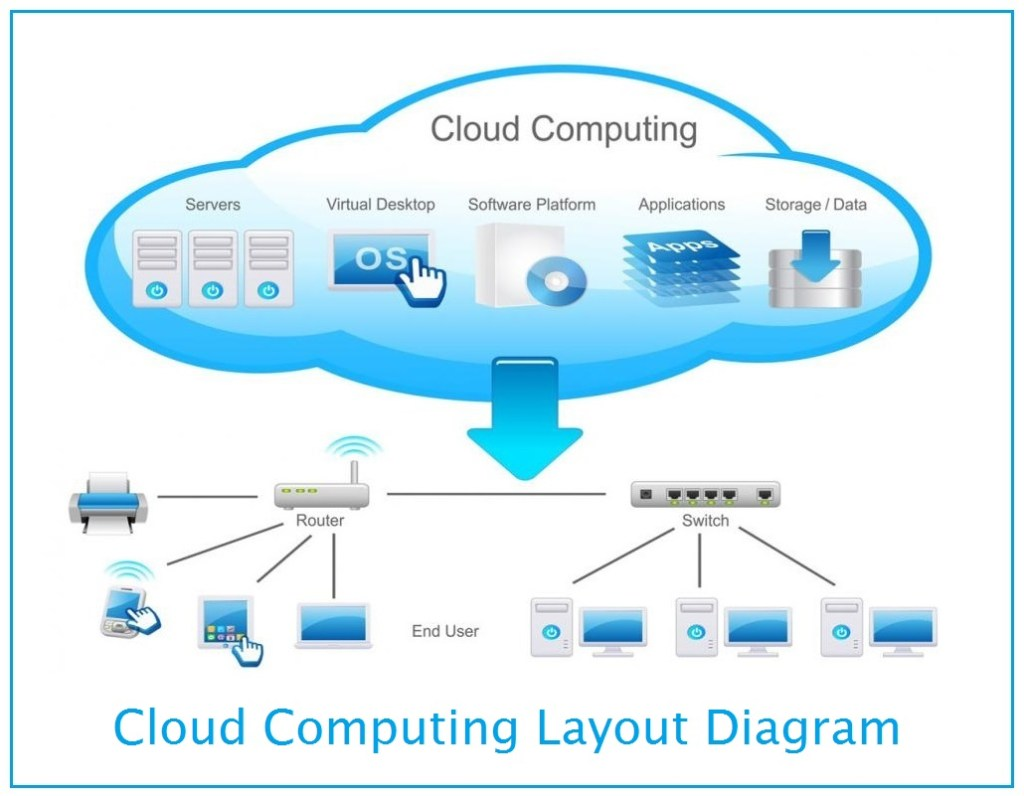 Cloud Computing
Servers
Virtual Desktop
Software Platform
Applications
Storage / Data
OS
Apps
Router
Switch
End User
Cloud Computing Layout Diagram